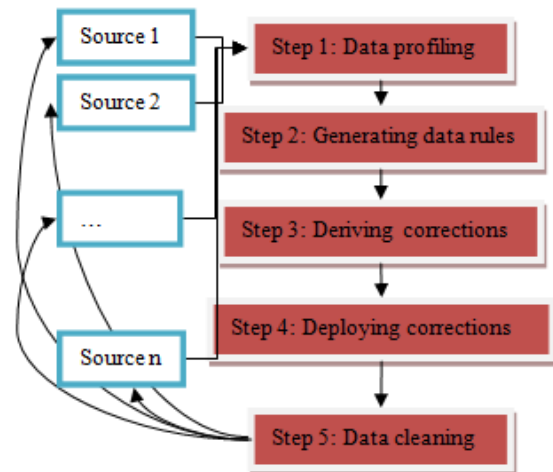 Source 1
Source 2
...
Source n
Step 1: Data profiling
Step 2: Generating data rules
Step 3: Deriving corrections
Step 4: Deploying corrections
Step 5: Data cleaning